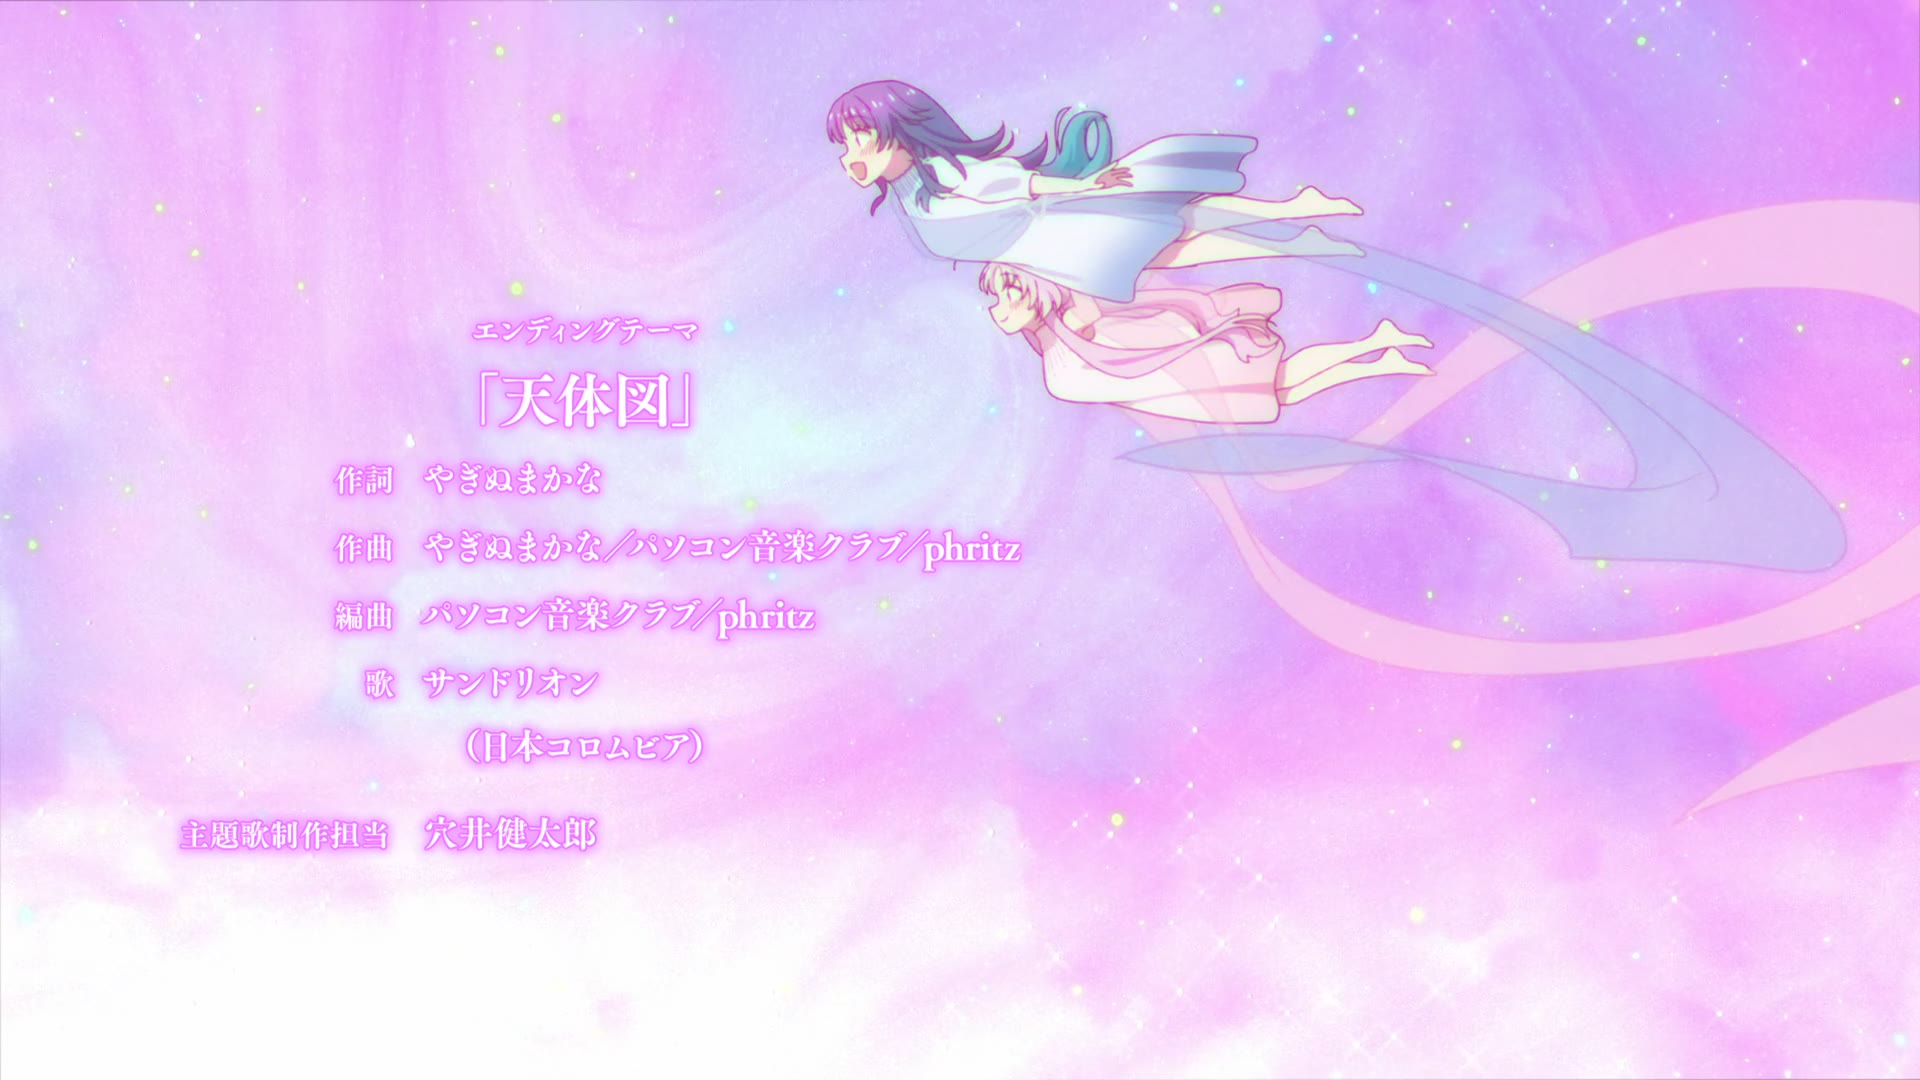 エンディングテーマ
「天体図」
作詞 やぎぬまかな
作曲 やぎぬまかな／パソコン音楽クラブ／phritz
編曲 パソコン音楽クラブ／phritz
歌 サンドリオン
（日本コロムビア）
主題歌制作担当 穴井健太郎